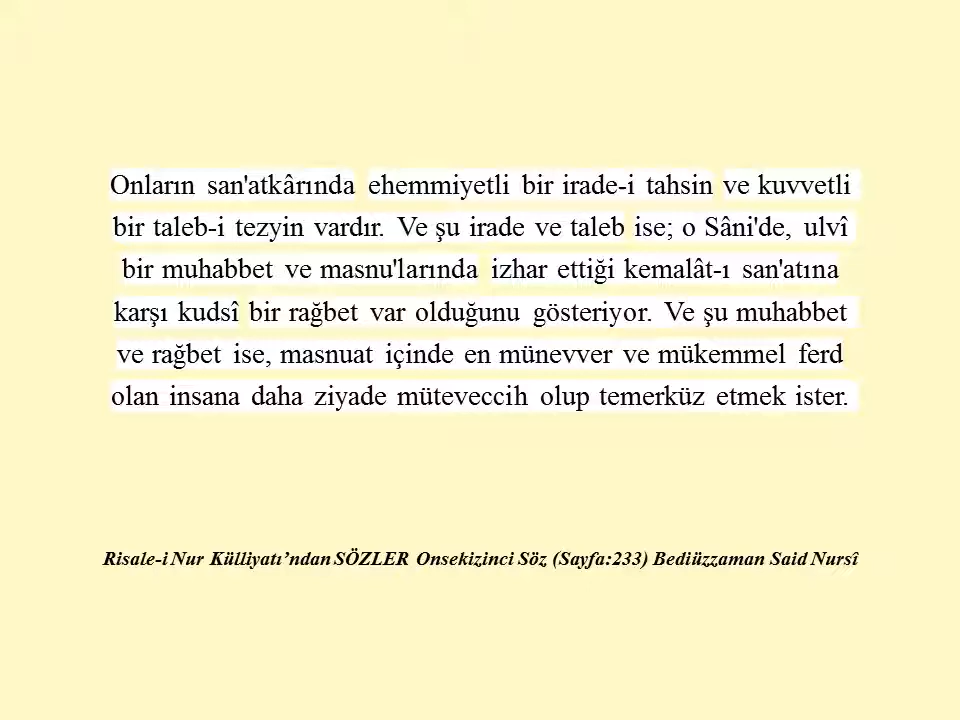 Onların san'atkârında ehemmiyetli bir irade-i tahsin ve kuvvetli
bir taleb-i tezyin vardır. Ve şu irade ve taleb ise; o Sâni'de, ulvî
bir muhabbet ve masnu'larında izhar ettiği kemalât-ı san'atına
karşı kudsî bir rağbet var olduğunu gösteriyor. Ve şu muhabbet
ve rağbet ise, masnuat içinde en münevver ve mükemmel ferd
olan insana daha ziyade müteveccih olup temerküz etmek ister.
Risale-i Nur Külliyatı’ndan SÖZLER Onsekizinci Söz (Sayfa:233) Bediüzzaman Said Nursî